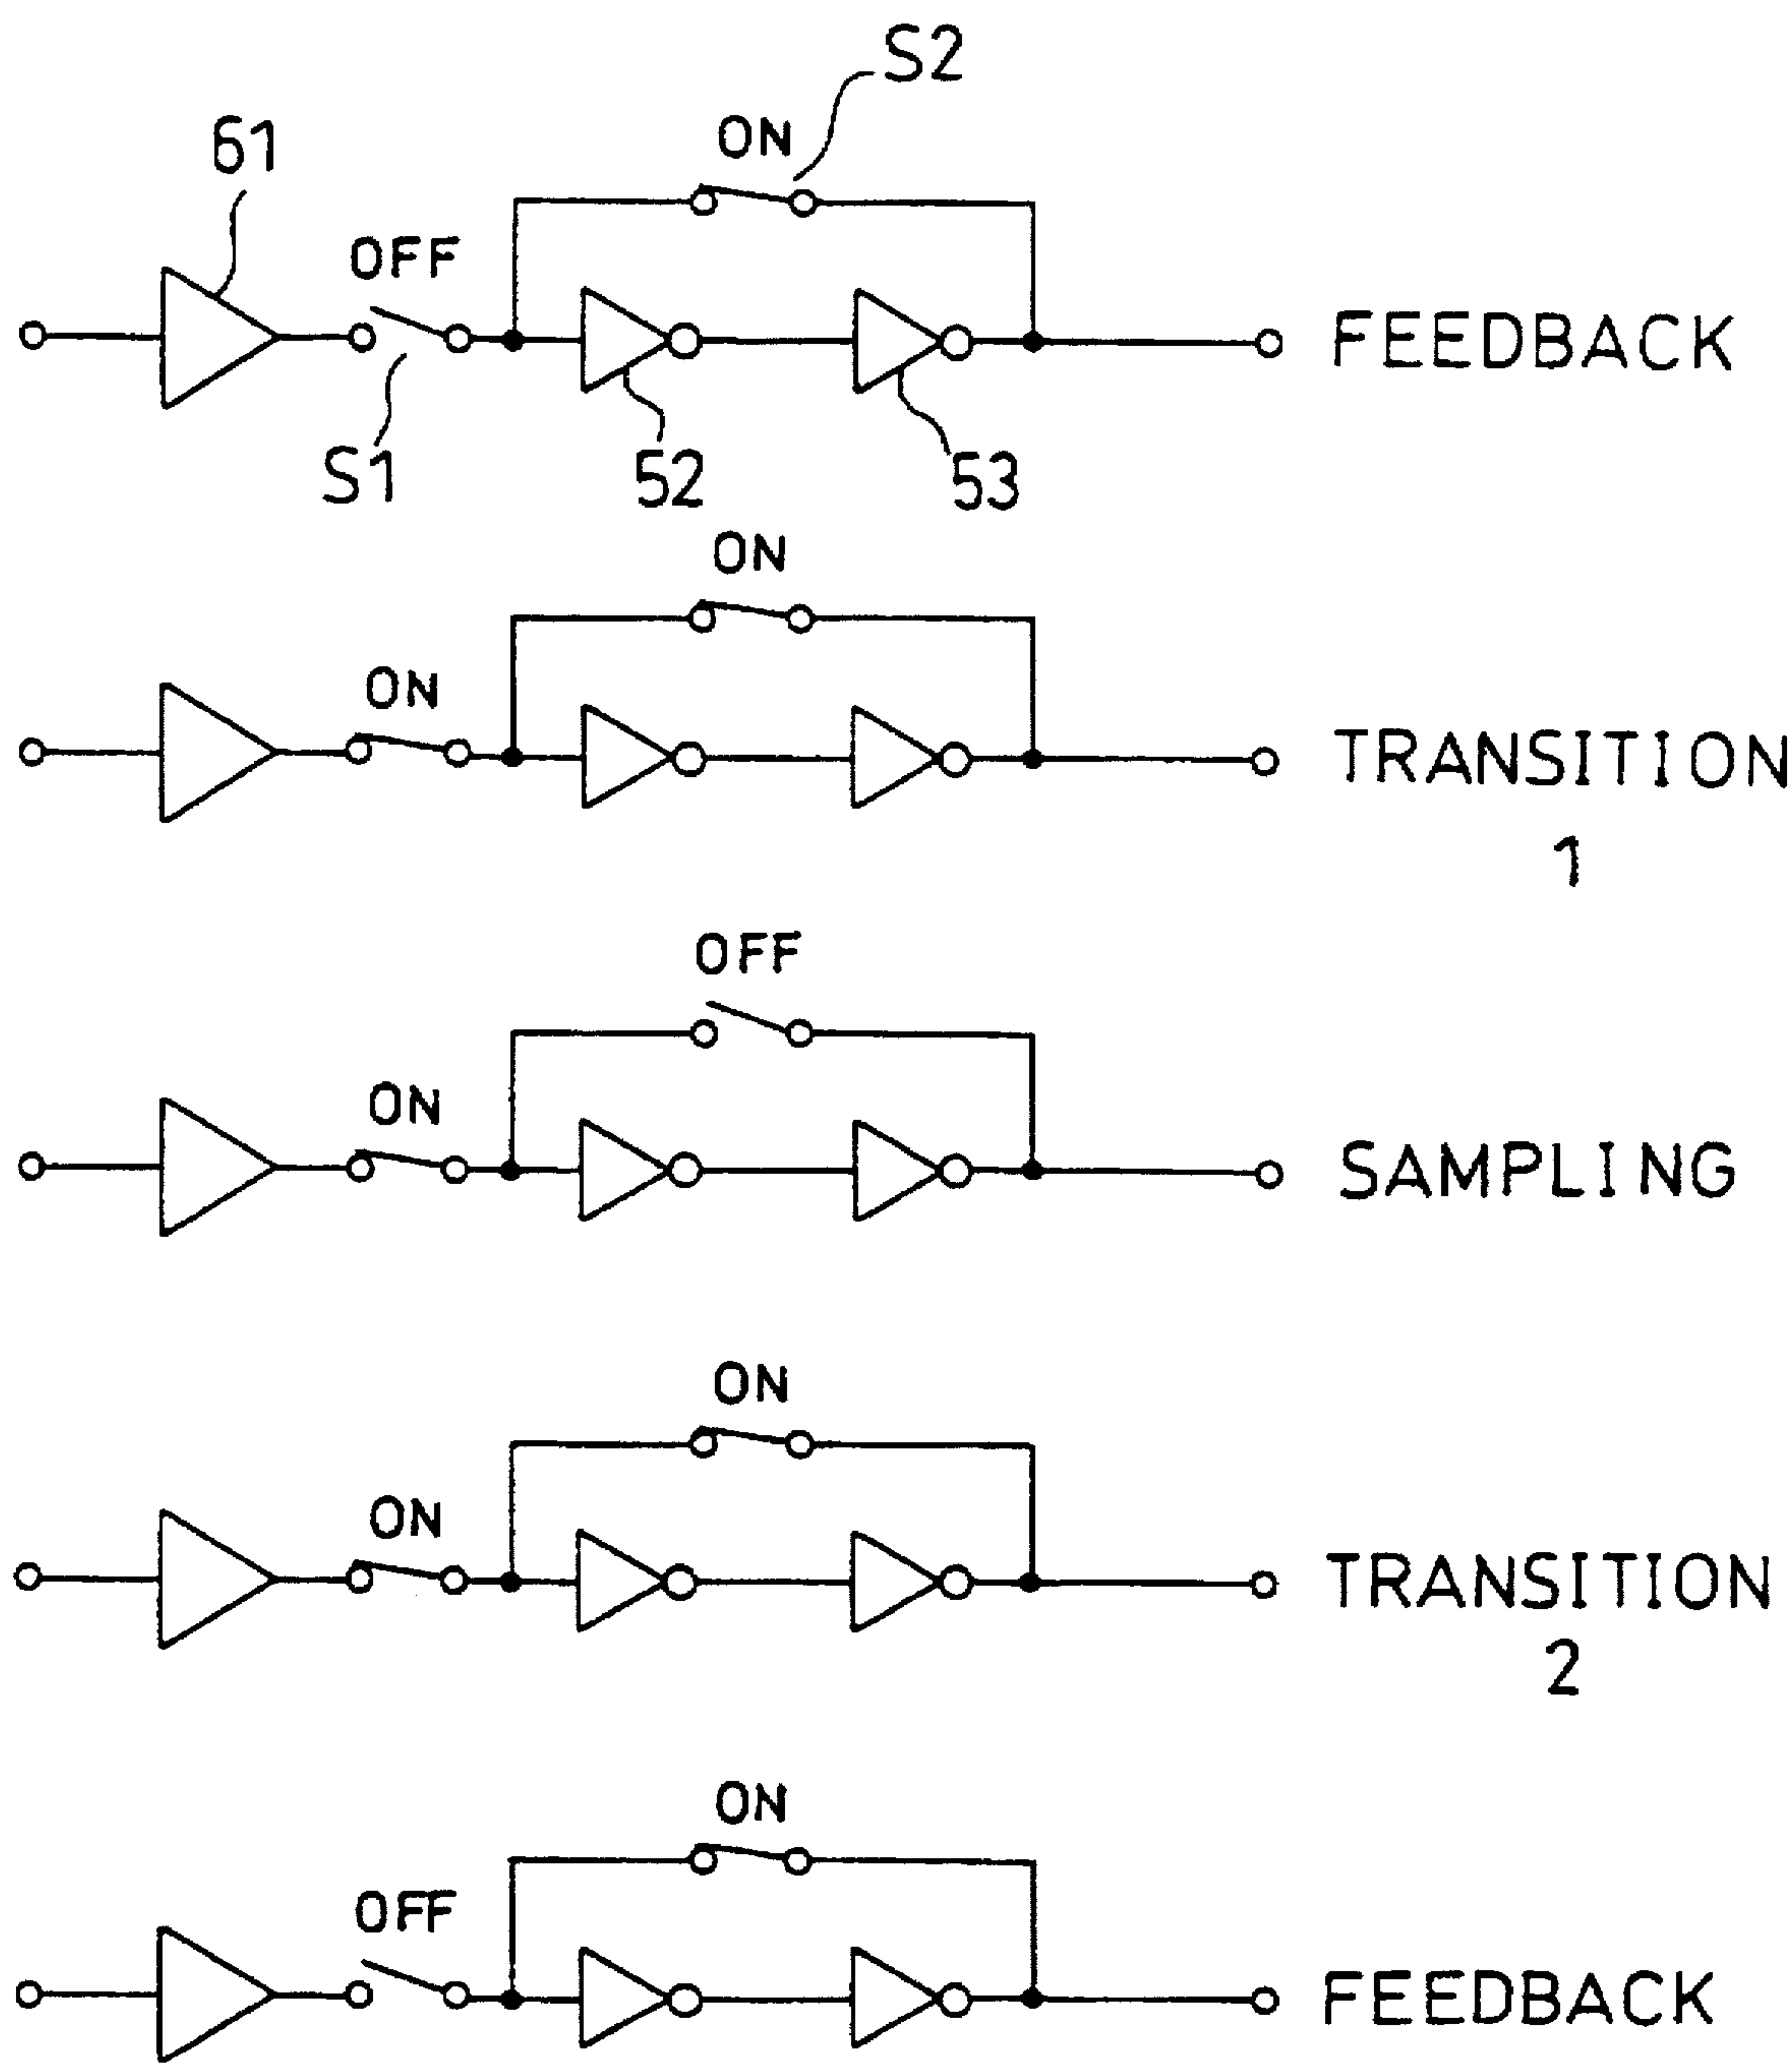 S2
ON
61
OFF
FEEDBACK
S1
52
53
ON
ON
TRANSITION
1
OFF
ON
SAMPLING
ON
ON
TRANSITION
2
ON
OFF
FEEDBACK